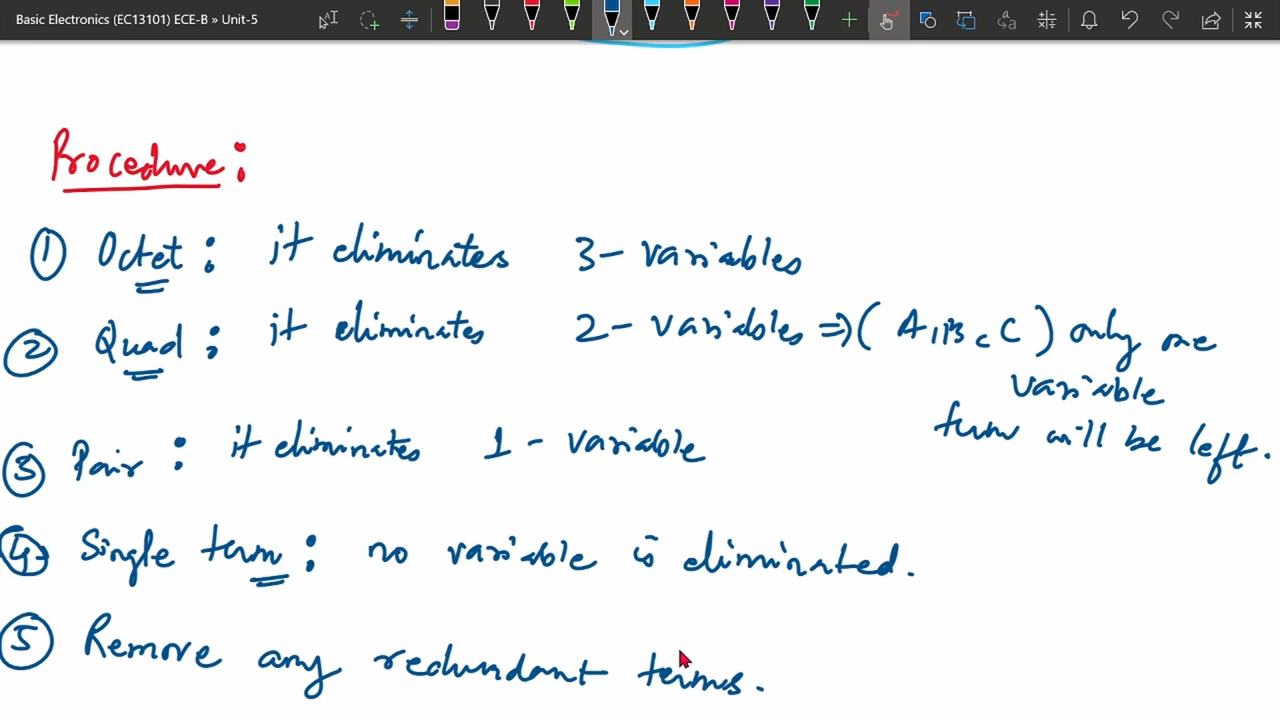 Basic Electronics (EC13101) ECE-B » Unit-5
Procedure:
① Octet : it eliminates 3- variables
② Quad : it eliminates 2- variables ⇒ ( A, B, C ) only one
variable
term will be left.
③ Pair : it eliminates 1 - variable
④ Single term : no variable is eliminated.
⑤ Remove any redundant terms.